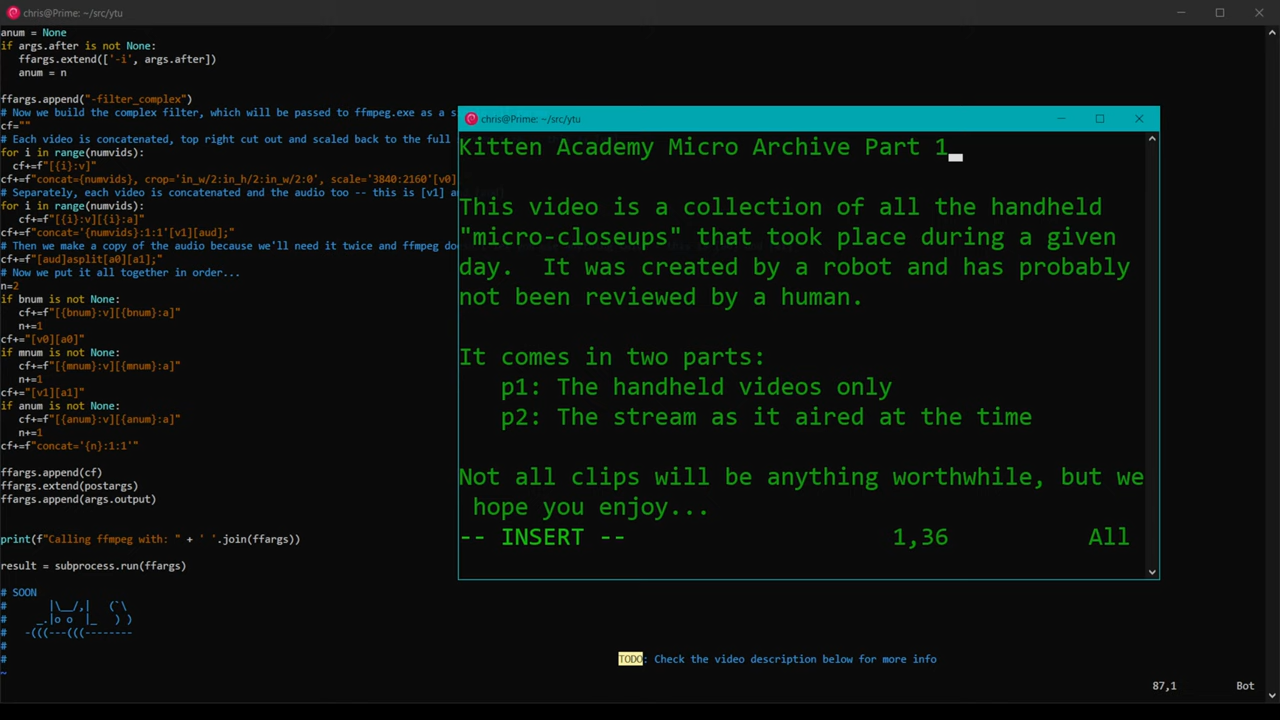 chris@Prime: ~/src/ytu
anum = None
if args.after is not None:
ffargs.extend(['-i', args.after])
anum = n
ffargs.append("-filter_complex")
# Now we build the complex filter, which will be passed to ffmpeg.exe as a s
cf=""
# Each video is concatenated, top right cut out and scaled back to the full
for i in range(numvids):
cf+=f"[{i}:v]"
cf+=f"concat={numvids}, crop='in_w/2:in_h/2:in_w/2:0', scale='3840:2160'[v0]
# Separately, each video is concatenated and the audio too -- this is [v1] a
for i in range(numvids):
cf+=f"[{i}:v][{i}:a]"
cf+=f"concat='{numvids}:1:1'[v1][aud];"
# Then we make a copy of the audio because we'll need it twice and ffmpeg do
cf+=f"[aud]asplit[a0][a1];"
# Now we put it all together in order...
n=2
if bnum is not None:
cf+=f"[{bnum}:v][{bnum}:a]"
n+=1
cf+="[v0][a0]"
if mnum is not None:
cf+=f"[{mnum}:v][{mnum}:a]"
n+=1
cf+="[v1][a1]"
if anum is not None:
cf+=f"[{anum}:v][{anum}:a]"
n+=1
cf+=f"concat='{n}:1:1'"
ffargs.append(cf)
ffargs.extend(postargs)
ffargs.append(args.output)
print(f"Calling ffmpeg with: " + ' '.join(ffargs))
result = subprocess.run(ffargs)
# SOON
#     |\__/,|   (`\
#   _.|o o  |_   ) )
#  -(((---(((--------
#
#
~
chris@Prime: ~/src/ytu
Kitten Academy Micro Archive Part 1
This video is a collection of all the handheld
"micro-closeups" that took place during a given
day.  It was created by a robot and has probably
not been reviewed by a human.
It comes in two parts:
p1: The handheld videos only
p2: The stream as it aired at the time
Not all clips will be anything worthwhile, but we
hope you enjoy...
-- INSERT -- 1,36 All
TODO: Check the video description below for more info
87,1 Bot